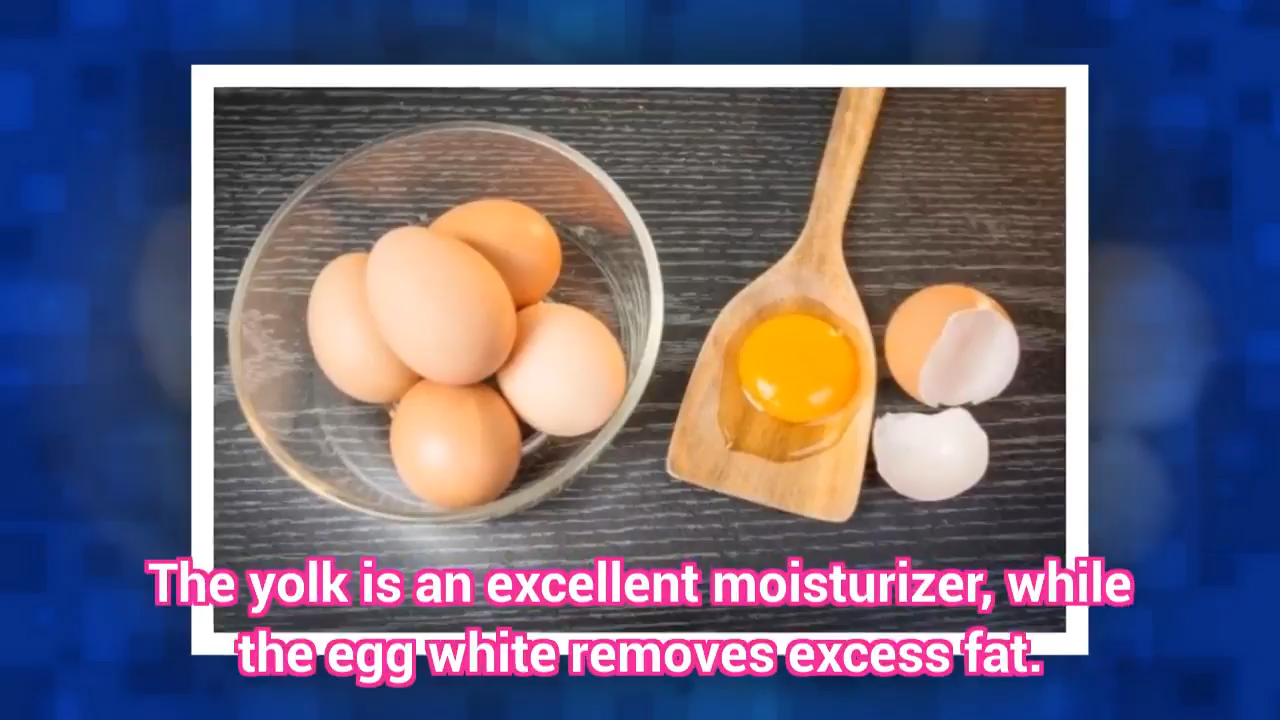 The yolk is an excellent moisturizer, while
the egg white removes excess fat.